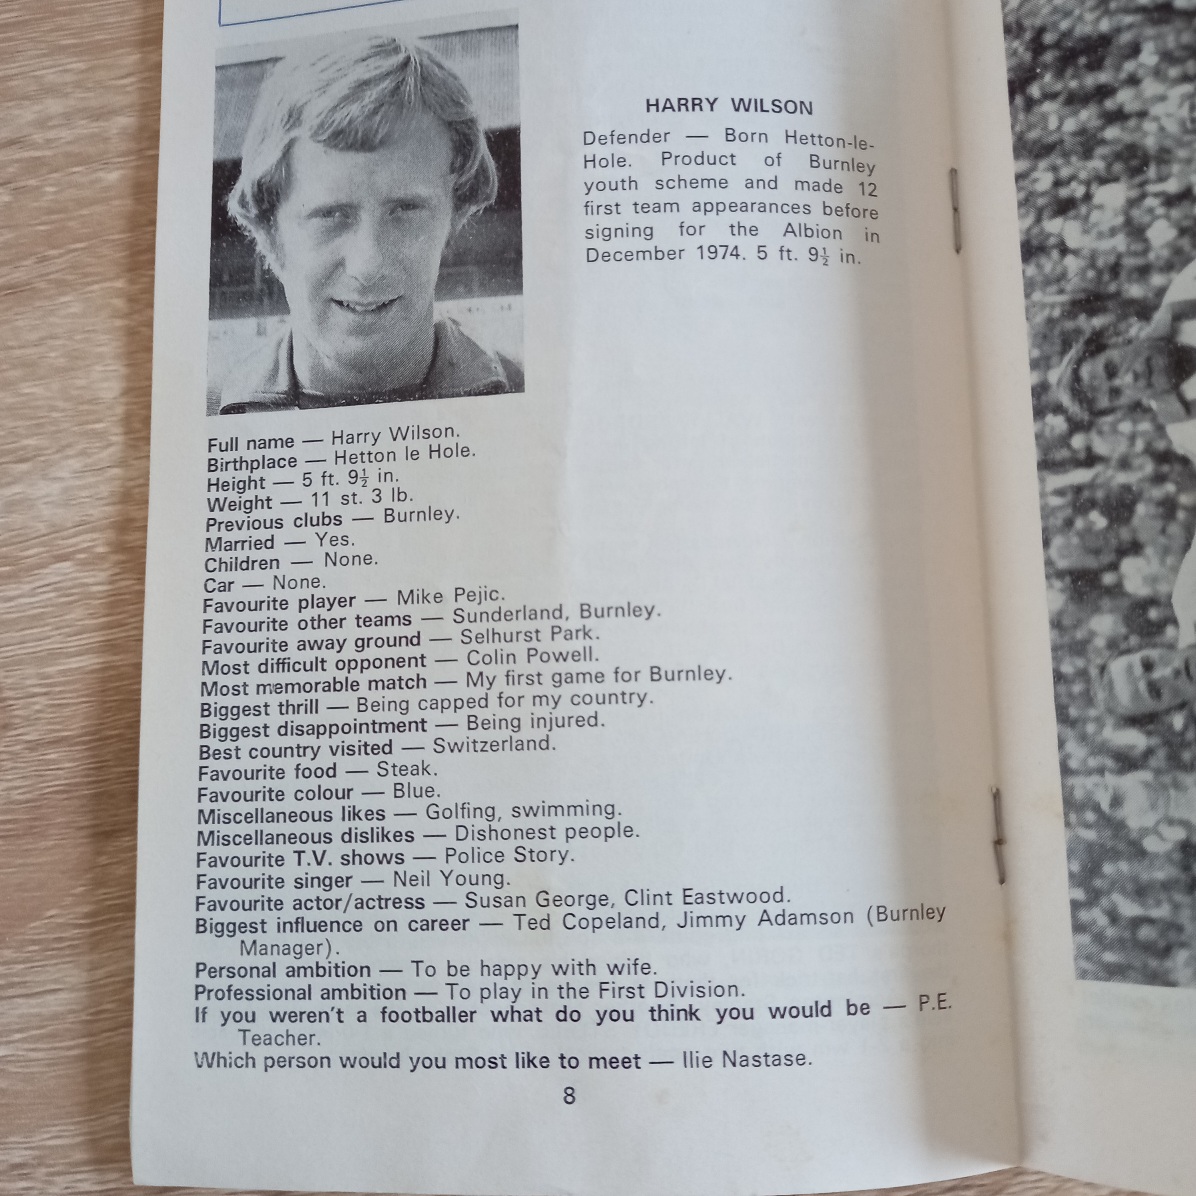 HARRY WILSON
Defender — Born Hetton-le-
Hole. Product of Burnley
youth scheme and made 12
first team appearances before
signing for the Albion in
December 1974. 5 ft. 9½ in.
Full name — Harry Wilson.
Birthplace — Hetton le Hole.
Height — 5 ft. 9½ in.
Weight — 11 st. 3 lb.
Previous clubs — Burnley.
Married — Yes.
Children — None.
Car — None.
Favourite player — Mike Pejic.
Favourite other teams — Sunderland, Burnley.
Favourite away ground — Selhurst Park.
Most difficult opponent — Colin Powell.
Most memorable match — My first game for Burnley.
Biggest thrill — Being capped for my country.
Biggest disappointment — Being injured.
Best country visited — Switzerland.
Favourite food — Steak.
Favourite colour — Blue.
Miscellaneous likes — Golfing, swimming.
Miscellaneous dislikes — Dishonest people.
Favourite T.V. shows — Police Story.
Favourite singer — Neil Young.
Favourite actor/actress — Susan George, Clint Eastwood.
Biggest influence on career — Ted Copeland, Jimmy Adamson (Burnley
Manager).
Personal ambition — To be happy with wife.
Professional ambition — To play in the First Division.
If you weren't a footballer what do you think you would be — P.E.
Teacher.
Which person would you most like to meet — Ilie Nastase.
8